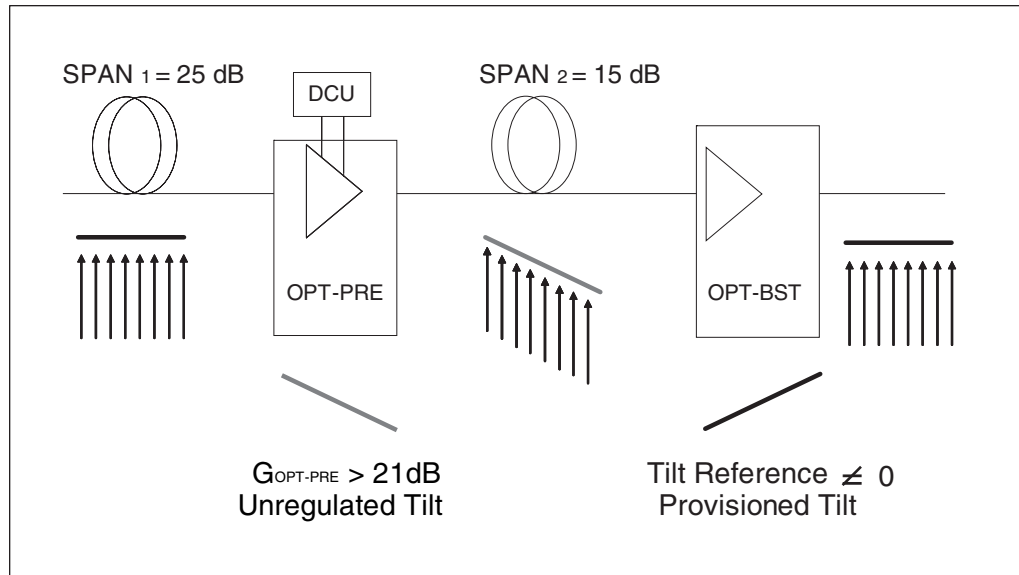 SPAN 1 = 25 dB
SPAN 2 = 15 dB
DCU
OPT-PRE
OPT-BST
GOPT-PRE > 21dB
Unregulated Tilt
Tilt Reference ≠ 0
Provisioned Tilt